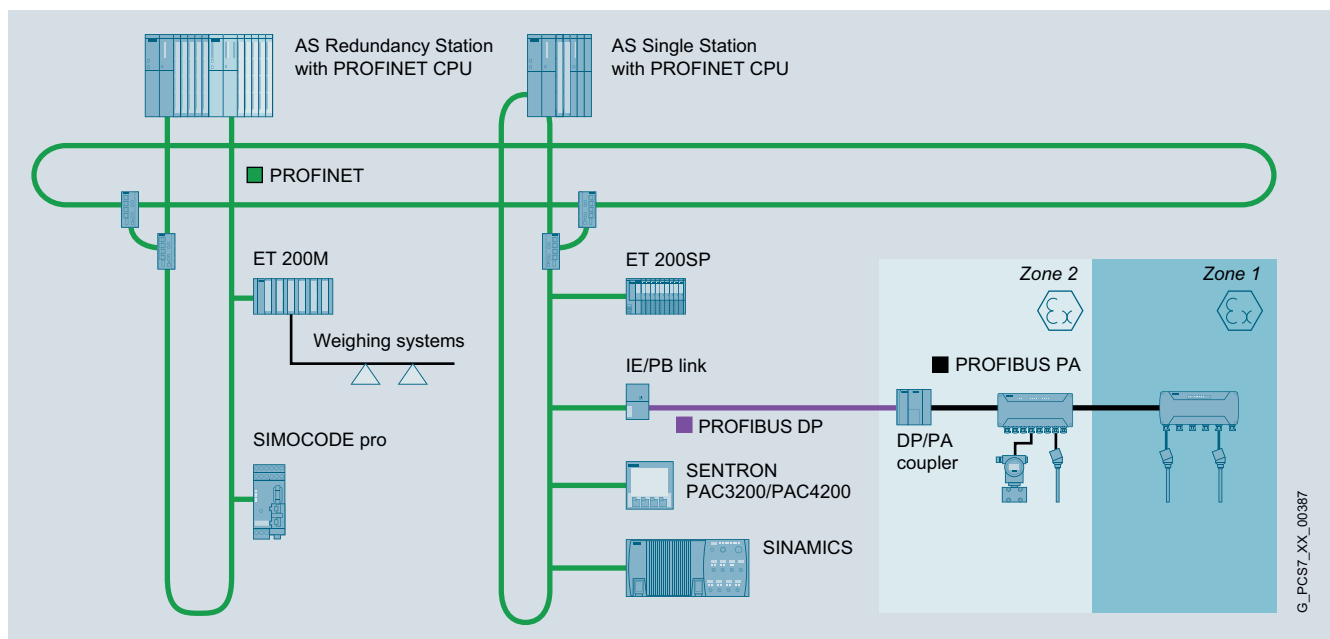 AS Redundancy Station
with PROFINET CPU
AS Single Station
with PROFINET CPU
PROFINET
ET 200M
ET 200SP
Zone 2
Zone 1
Ex
Ex
Weighing systems
IE/PB link
PROFIBUS PA
PROFIBUS DP
SIMOCODE pro
DP/PA
coupler
SENTRON
PAC3200/PAC4200
SINAMICS
G_PCS7_XX_00387